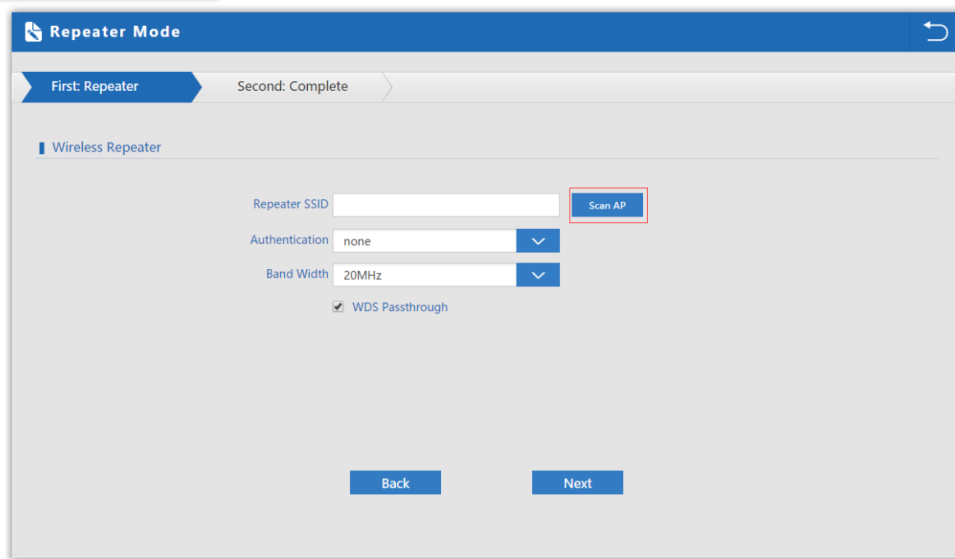 Repeater Mode
First: Repeater
Second: Complete
Wireless Repeater
Repeater SSID
Scan AP
Authentication
none
Band Width
20MHz
WDS Passthrough
Back
Next